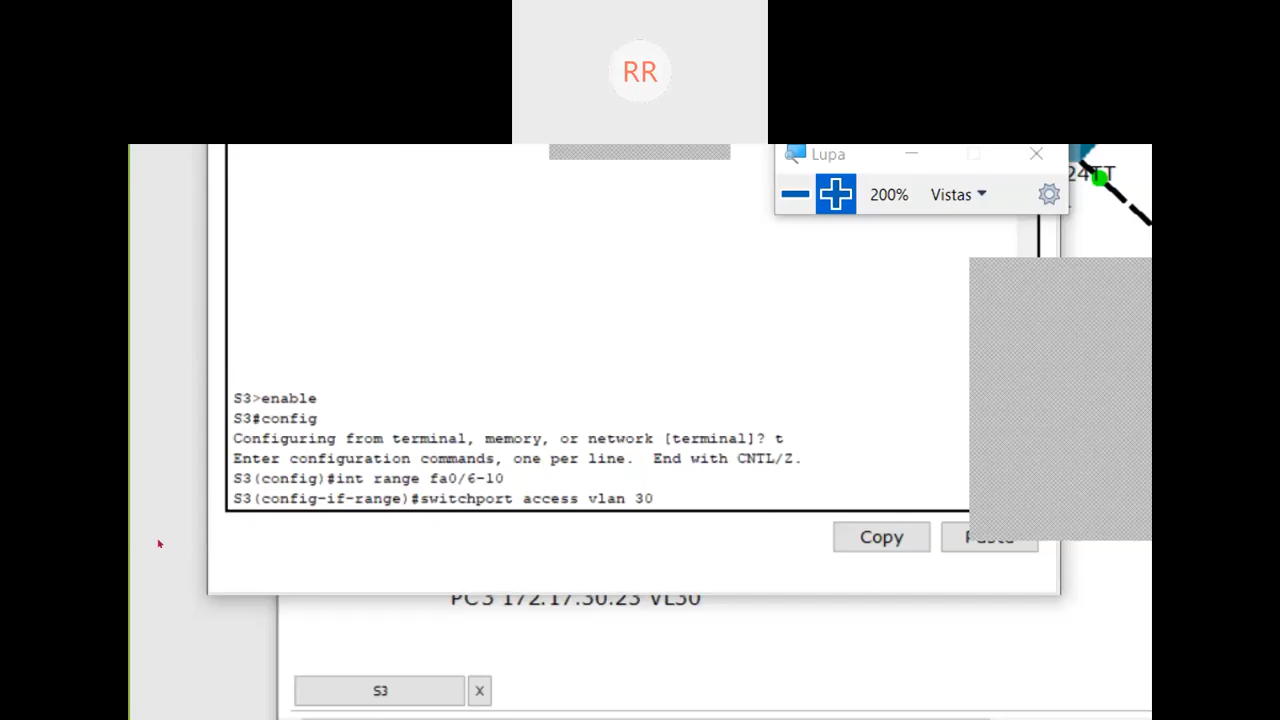 RR
Lupa
24TT
200% Vistas
S3>enable
S3#config
Configuring from terminal, memory, or network [terminal]? t
Enter configuration commands, one per line.  End with CNTL/Z.
S3(config)#int range fa0/6-10
S3(config-if-range)#switchport access vlan 30
Copy
PC3 172.17.30.23 VL30
S3 X